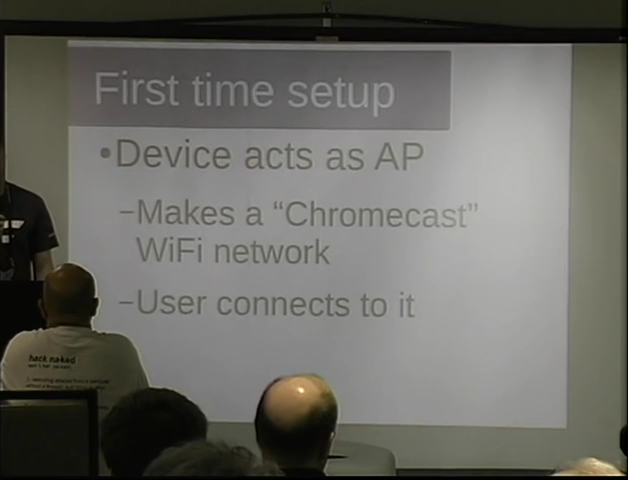 First time setup
•Device acts as AP
–Makes a “Chromecast”
WiFi network
–User connects to it
hack naked